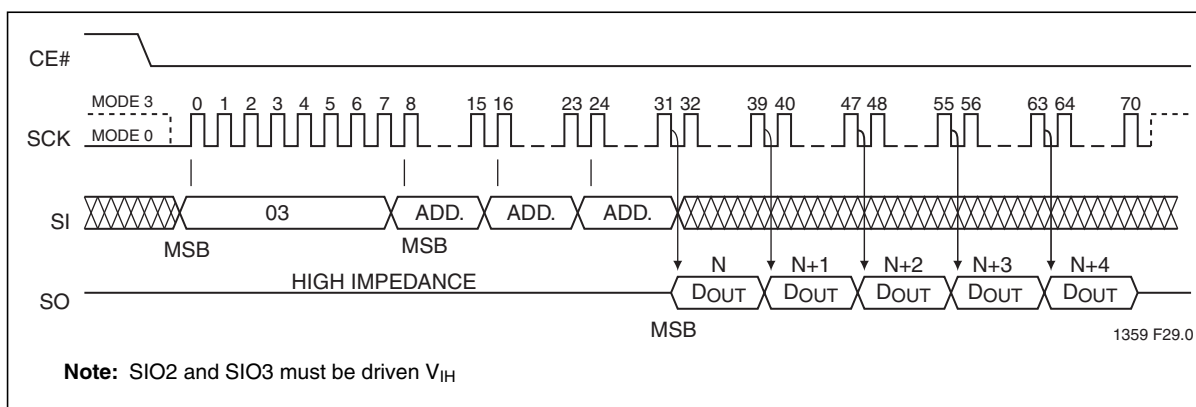 CE#
MODE 3
0 1 2 3 4 5 6 7 8 15 16 23 24 31 32 39 40 47 48 55 56 63 64 70
SCK
MODE 0
SI
03 ADD. ADD. ADD.
MSB MSB
HIGH IMPEDANCE
N N+1 N+2 N+3 N+4
SO
DOUT DOUT DOUT DOUT DOUT
MSB
1359 F29.0
Note: SIO2 and SIO3 must be driven VIH